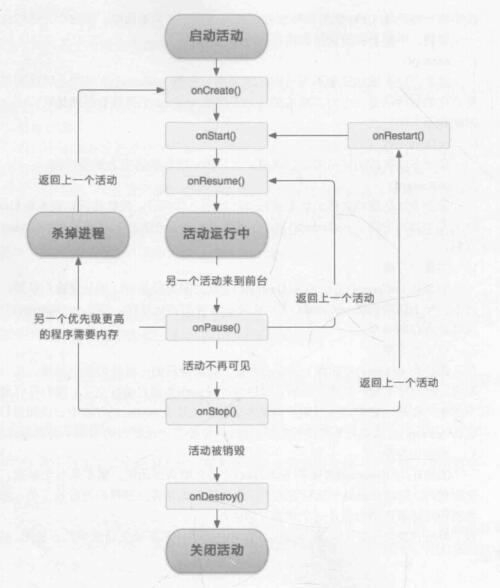 启动活动
onCreate()
onStart()
onRestart()
返回上一个活动
onResume()
杀掉进程
活动运行中
另一个活动来到前台
返回上一个活动
另一个优先级更高
的程序需要内存
onPause()
活动不再可见
返回上一个活动
onStop()
活动被销毁
onDestroy()
关闭活动